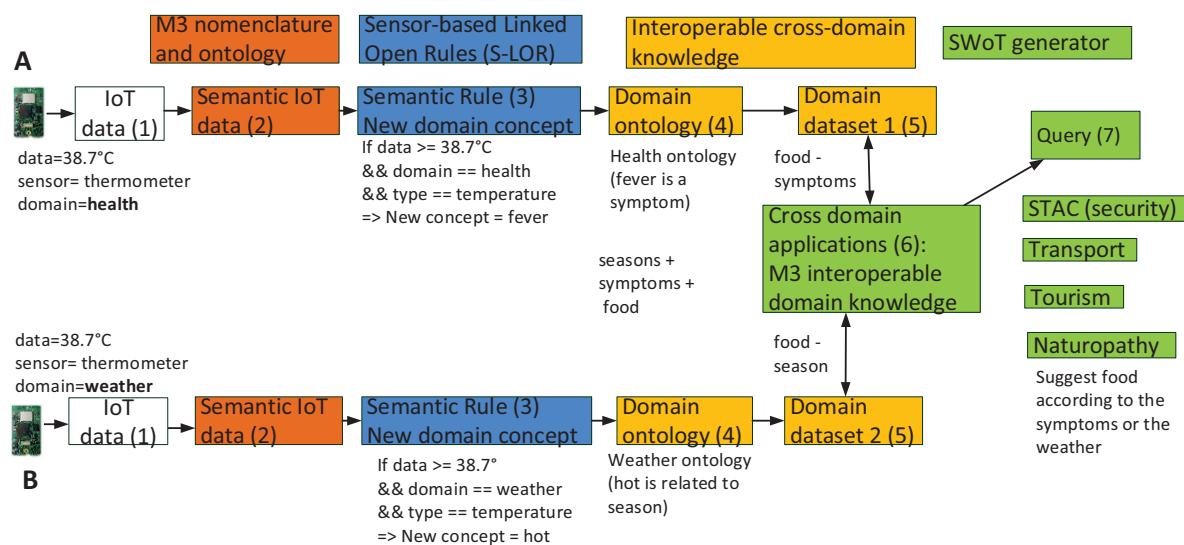 M3 nomenclature
and ontology
Sensor-based Linked
Open Rules (S-LOR)
Interoperable cross-domain
knowledge
SWoT generator
A
IoT
data (1)
Semantic IoT
data (2)
Semantic Rule (3)
New domain concept
Domain
ontology (4)
Domain
dataset 1 (5)
Query (7)
data=38.7°C
sensor= thermometer
domain=health
If data >= 38.7°C
&& domain == health
&& type == temperature
=> New concept = fever
Health ontology
(fever is a
symptom)
food -
symptoms
Cross domain
applications (6):
M3 interoperable
domain knowledge
seasons +
symptoms +
food
STAC (security)
Transport
Tourism
Naturopathy
Suggest food
according to the
symptoms or the
weather
food -
season
data=38.7°C
sensor= thermometer
domain=weather
IoT
data (1)
Semantic IoT
data (2)
Semantic Rule (3)
New domain concept
Domain
ontology (4)
Domain
dataset 2 (5)
B
If data >= 38.7°
&& domain == weather
&& type == temperature
=> New concept = hot
Weather ontology
(hot is related to
season)